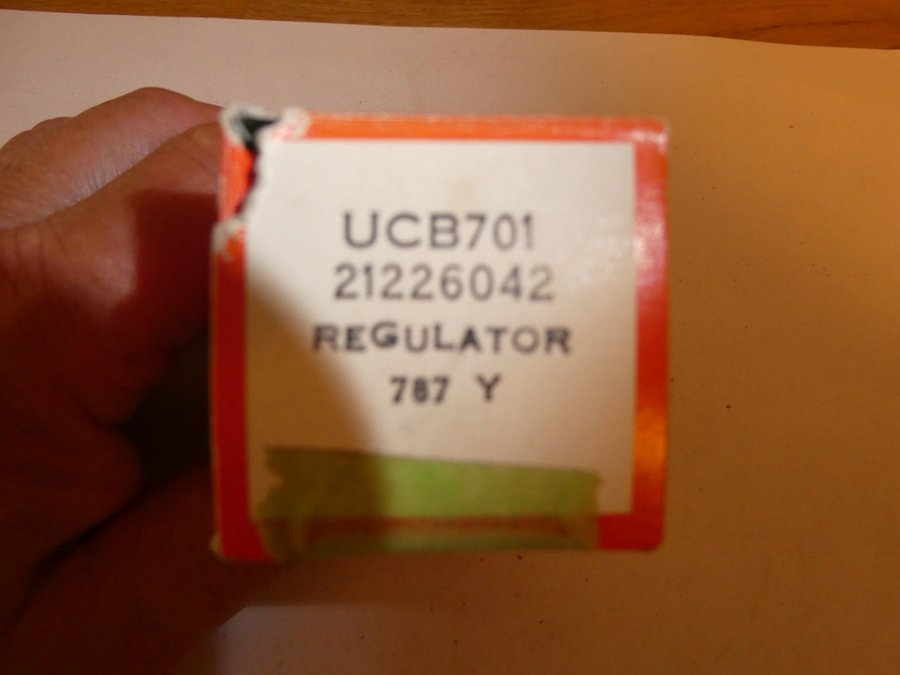 UCB701
21226042
REGULATOR
787 Y